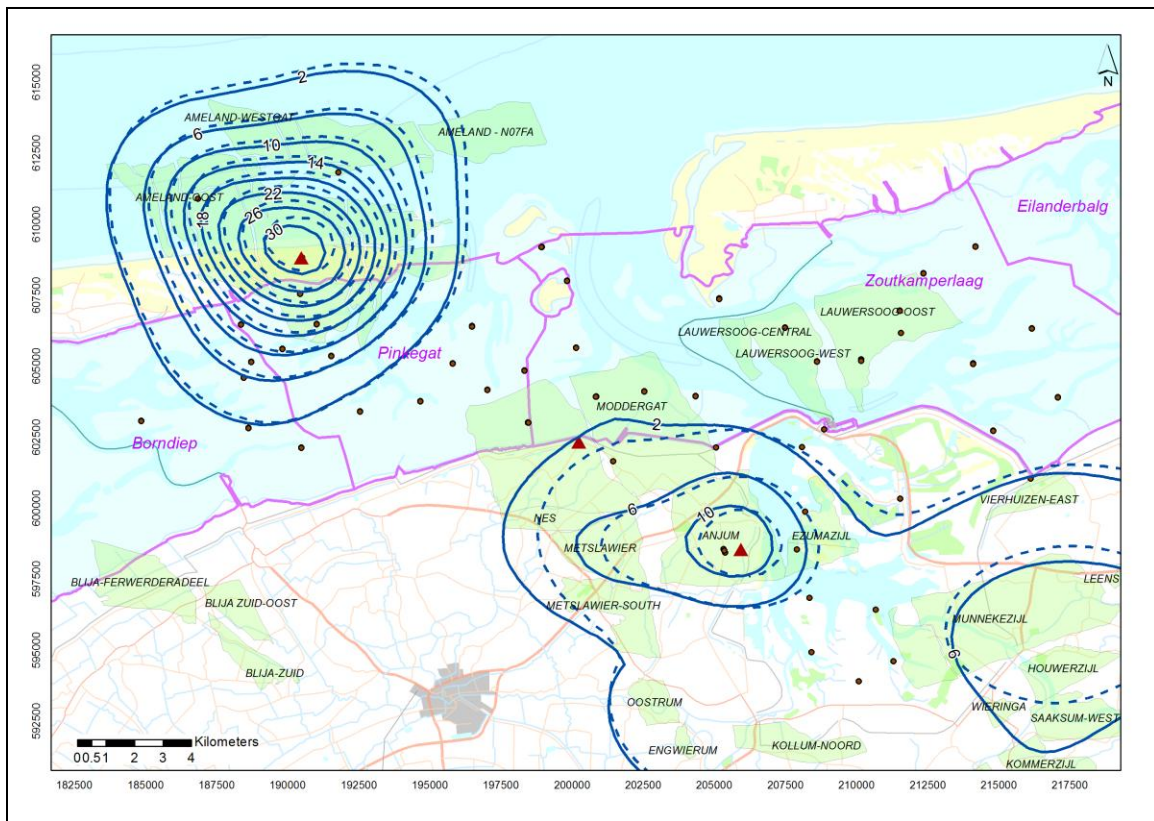 615000
612500
610000
607500
605000
602500
600000
597500
595000
592500
N
2
6
10
14
18
22
26
30
AMELAND-WESTGAT
AMELAND - N07FA
AMELAND-OOST
Eilanderbalg
Zoutkamperlaag
LAUWERSOOG-OOST
LAUWERSOOG-CENTRAL
LAUWERSOOG-WEST
Pinkegat
MODDERGAT
Borndiep
2
6
10
VIERHUIZEN-EAST
NES
ANJUM
EZUMAZIJL
METSLAWIER
BLIJA-FERWERDERADEEL
LEENS
BLIJA ZUID-OOST
METSLAWIER-SOUTH
MUNNEKEZIJL
6
BLIJA-ZUID
HOUWERZIJL
OOSTRUM
WIERINGA
SAAKSUM-WEST
ENGWIERUM
KOLLUM-NOORD
KOMMERZIJL
Kilometers
0 0.5 1 2 3 4
182500 185000 187500 190000 192500 195000 197500 200000 202500 205000 207500 210000 212500 215000 217500